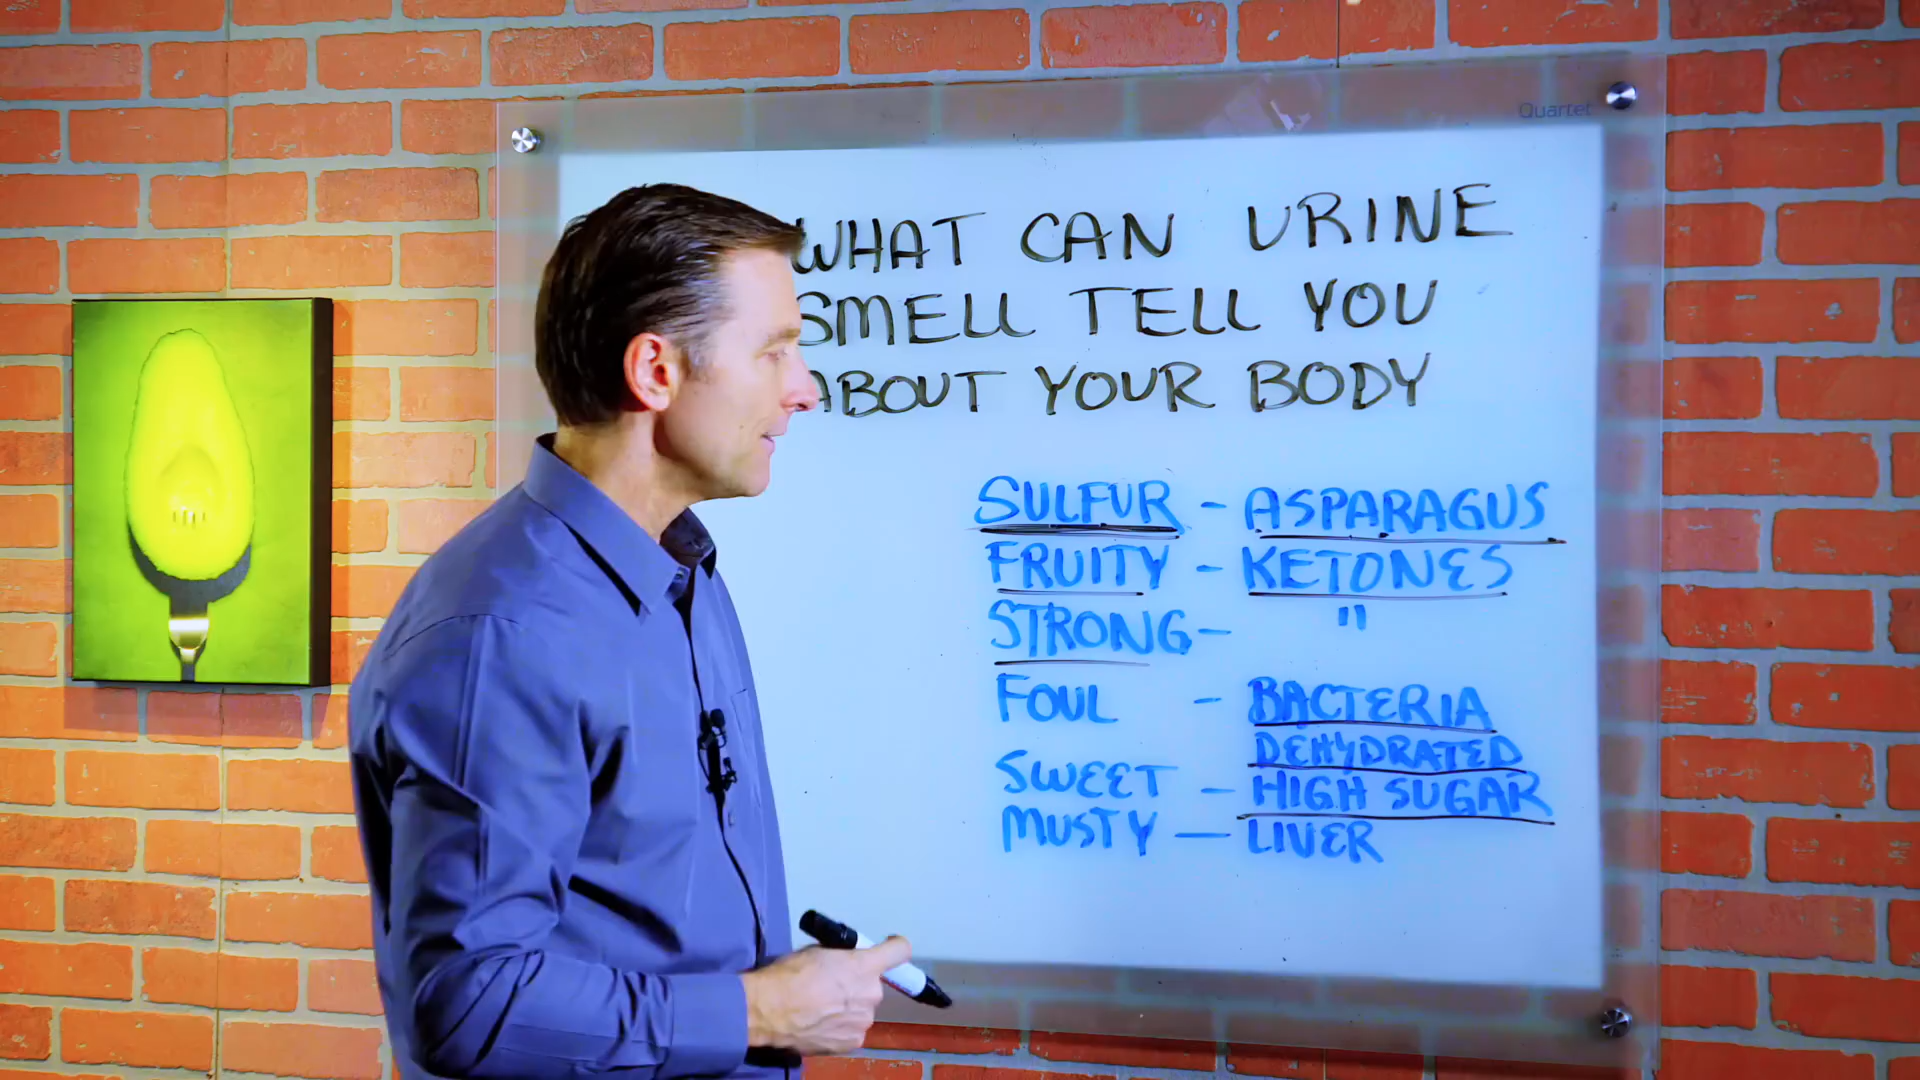 Quartet
WHAT CAN URINE
SMELL TELL YOU
ABOUT YOUR BODY
SULFUR - ASPARAGUS
FRUITY - KETONES
STRONG - "
FOUL - BACTERIA
DEHYDRATED
SWEET - HIGH SUGAR
MUSTY - LIVER